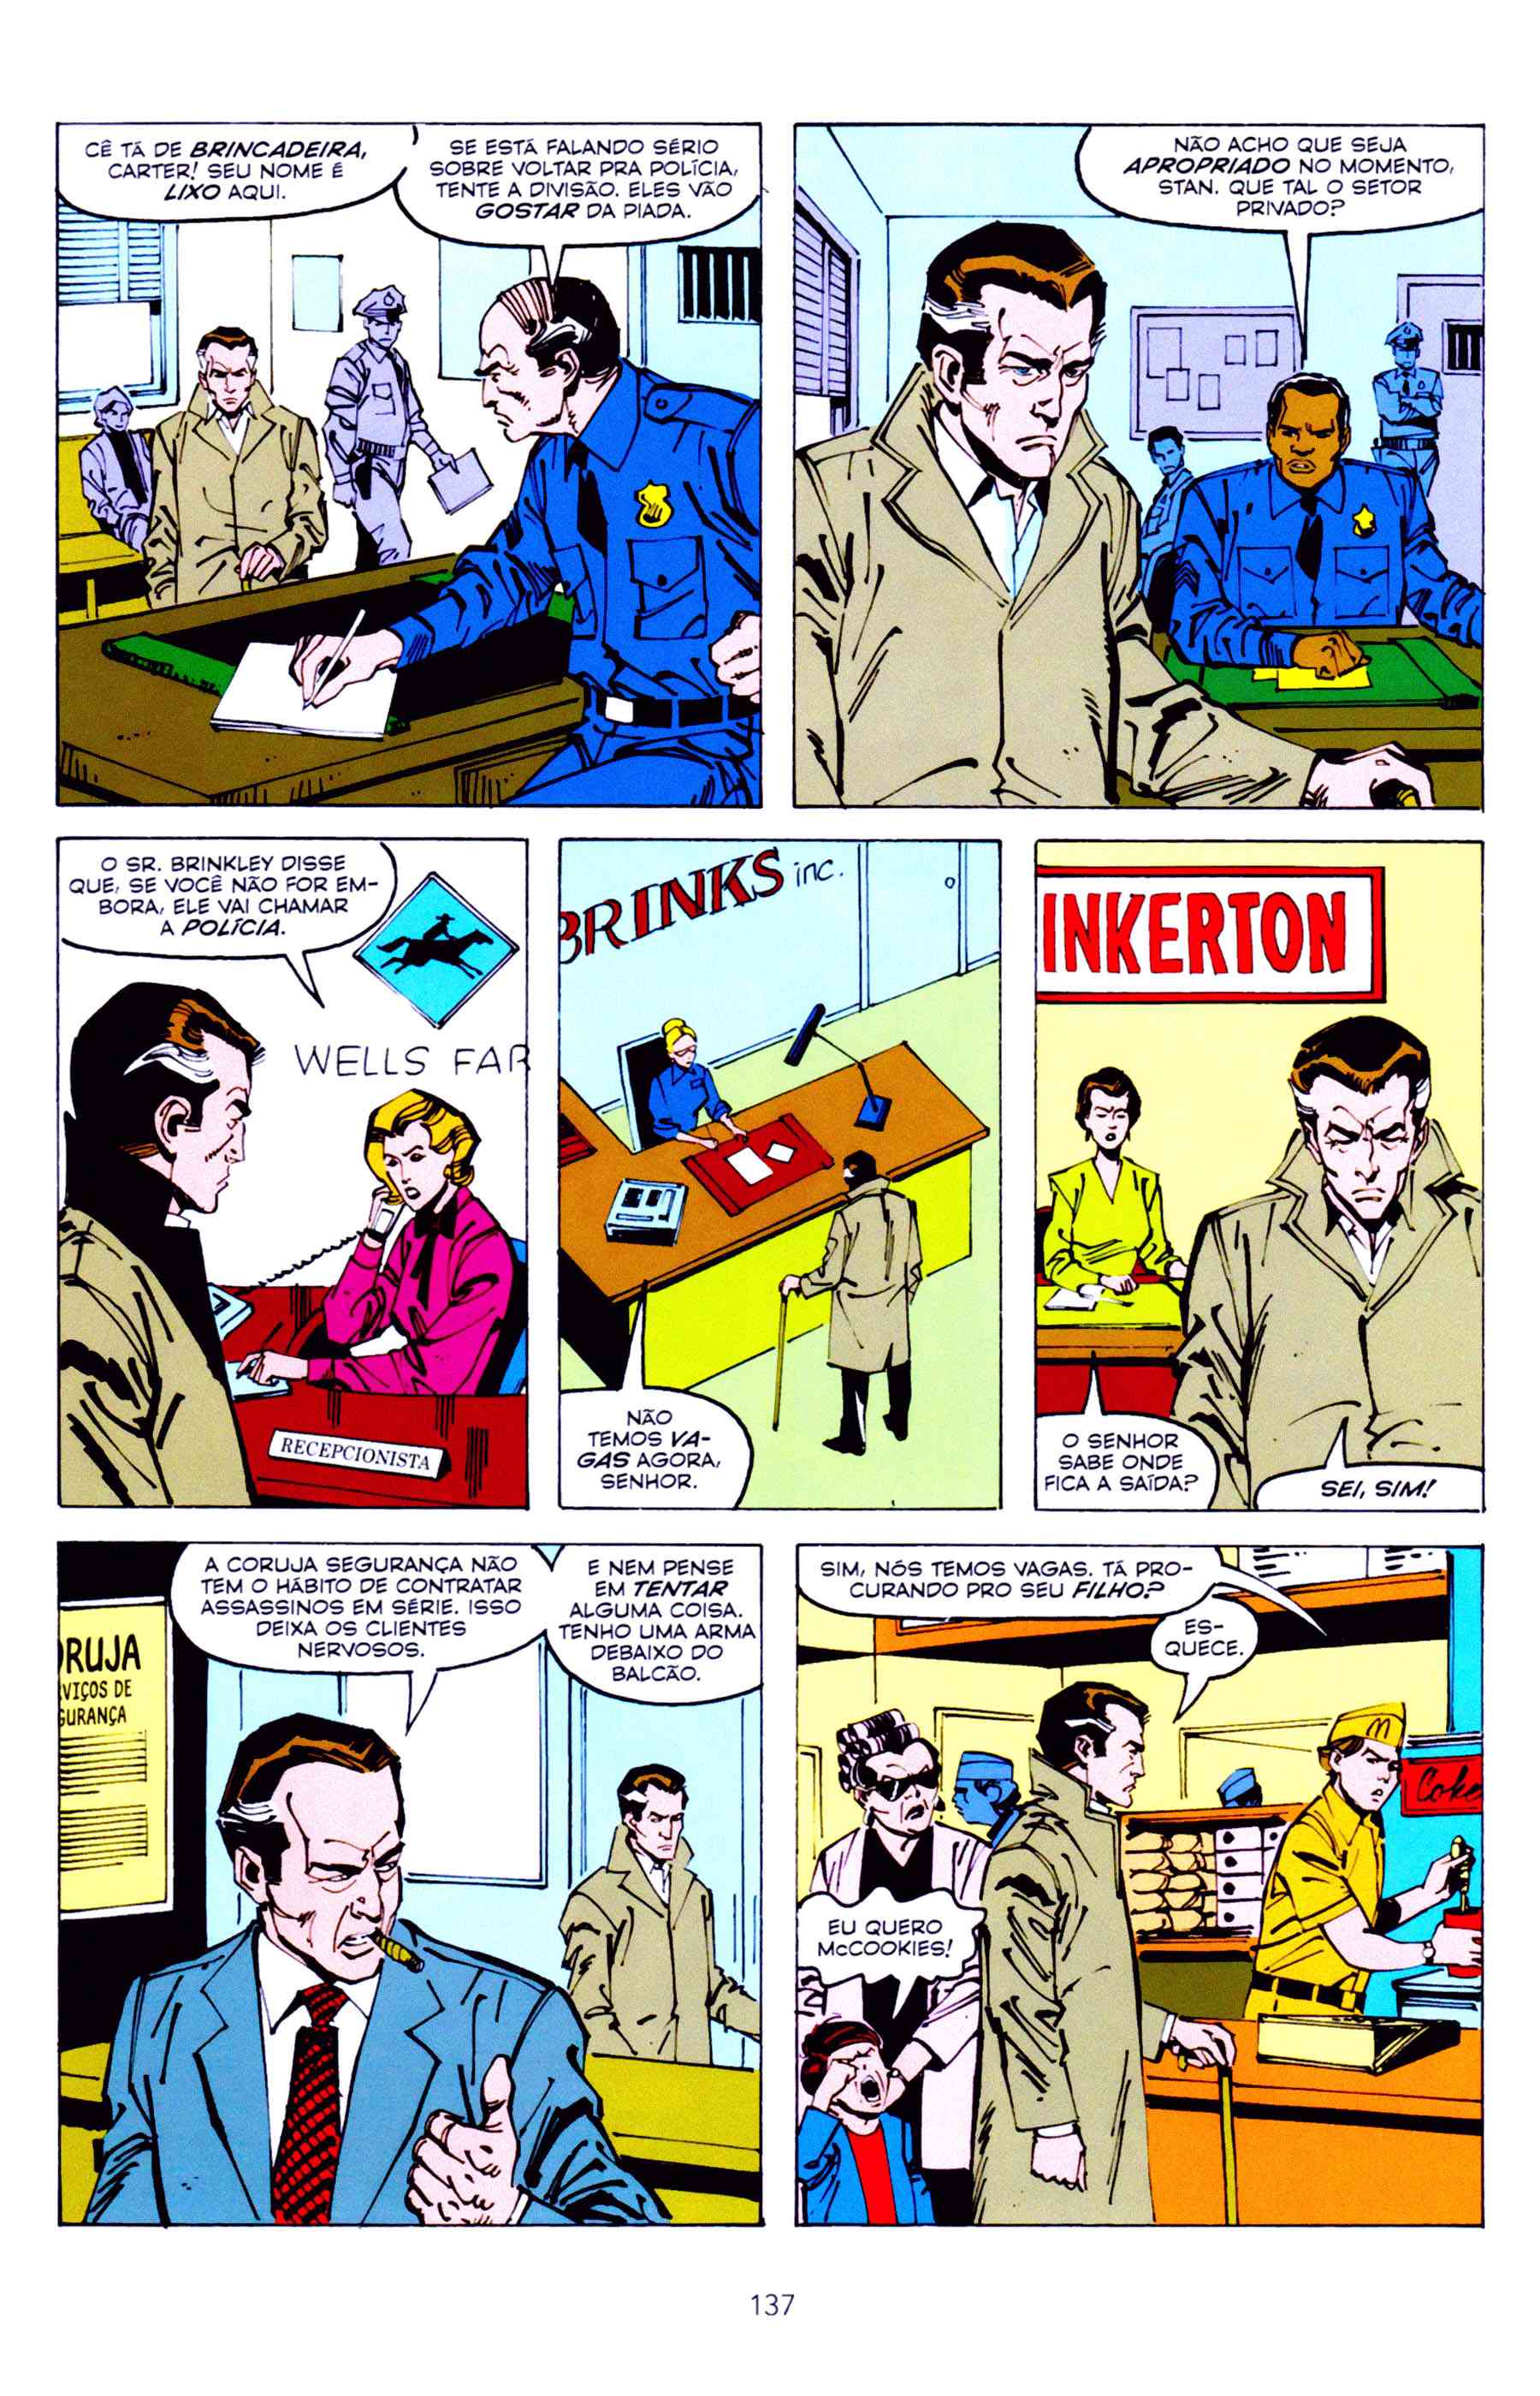 CÊ TÁ DE BRINCADEIRA,
CARTER! SEU NOME É
LIXO AQUI.
SE ESTÁ FALANDO SÉRIO
SOBRE VOLTAR PRA POLÍCIA,
TENTE A DIVISÃO. ELES VÃO
GOSTAR DA PIADA.
NÃO ACHO QUE SEJA
APROPRIADO NO MOMENTO,
STAN. QUE TAL O SETOR
PRIVADO?
O SR. BRINKLEY DISSE
QUE, SE VOCÊ NÃO FOR EM-
BORA, ELE VAI CHAMAR
A POLÍCIA.
WELLS FAR
RECEPCIONISTA
BRINKS inc.
NÃO
TEMOS VA-
GAS AGORA,
SENHOR.
INKERTON
O SENHOR
SABE ONDE
FICA A SAÍDA?
SEI, SIM!
A CORUJA SEGURANÇA NÃO
TEM O HÁBITO DE CONTRATAR
ASSASSINOS EM SÉRIE. ISSO
DEIXA OS CLIENTES
NERVOSOS.
E NEM PENSE
EM TENTAR
ALGUMA COISA.
TENHO UMA ARMA
DEBAIXO DO
BALCÃO.
ORUJA
RVIÇOS DE
GURANÇA
SIM, NÓS TEMOS VAGAS. TÁ PRO-
CURANDO PRO SEU FILHO?
ES-
QUECE.
M
Coke
EU QUERO
McCOOKIES!
137